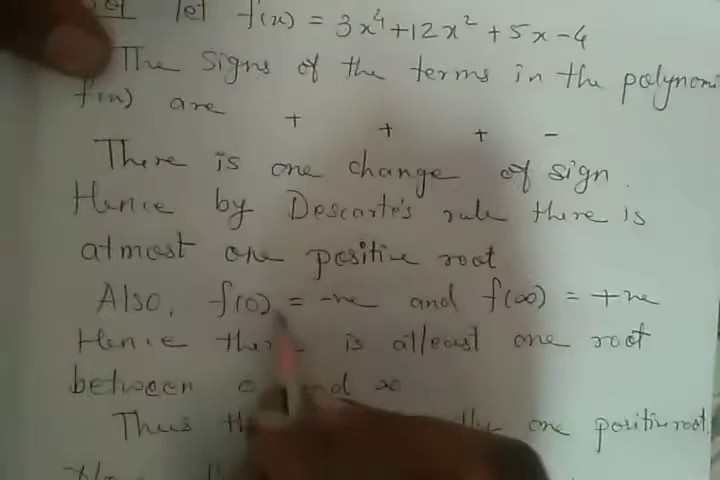 let f(x) = 3x⁴+12x²+5x-4
The signs of the terms in the polynomi
f(x) are + + + -
There is one change of sign.
Hence by Descarte's rule there is
atmost one positive root
Also, f(0) = -ve and f(∞) = +ve
Hence is atleast one root
between and ∞
Thus one positive root.